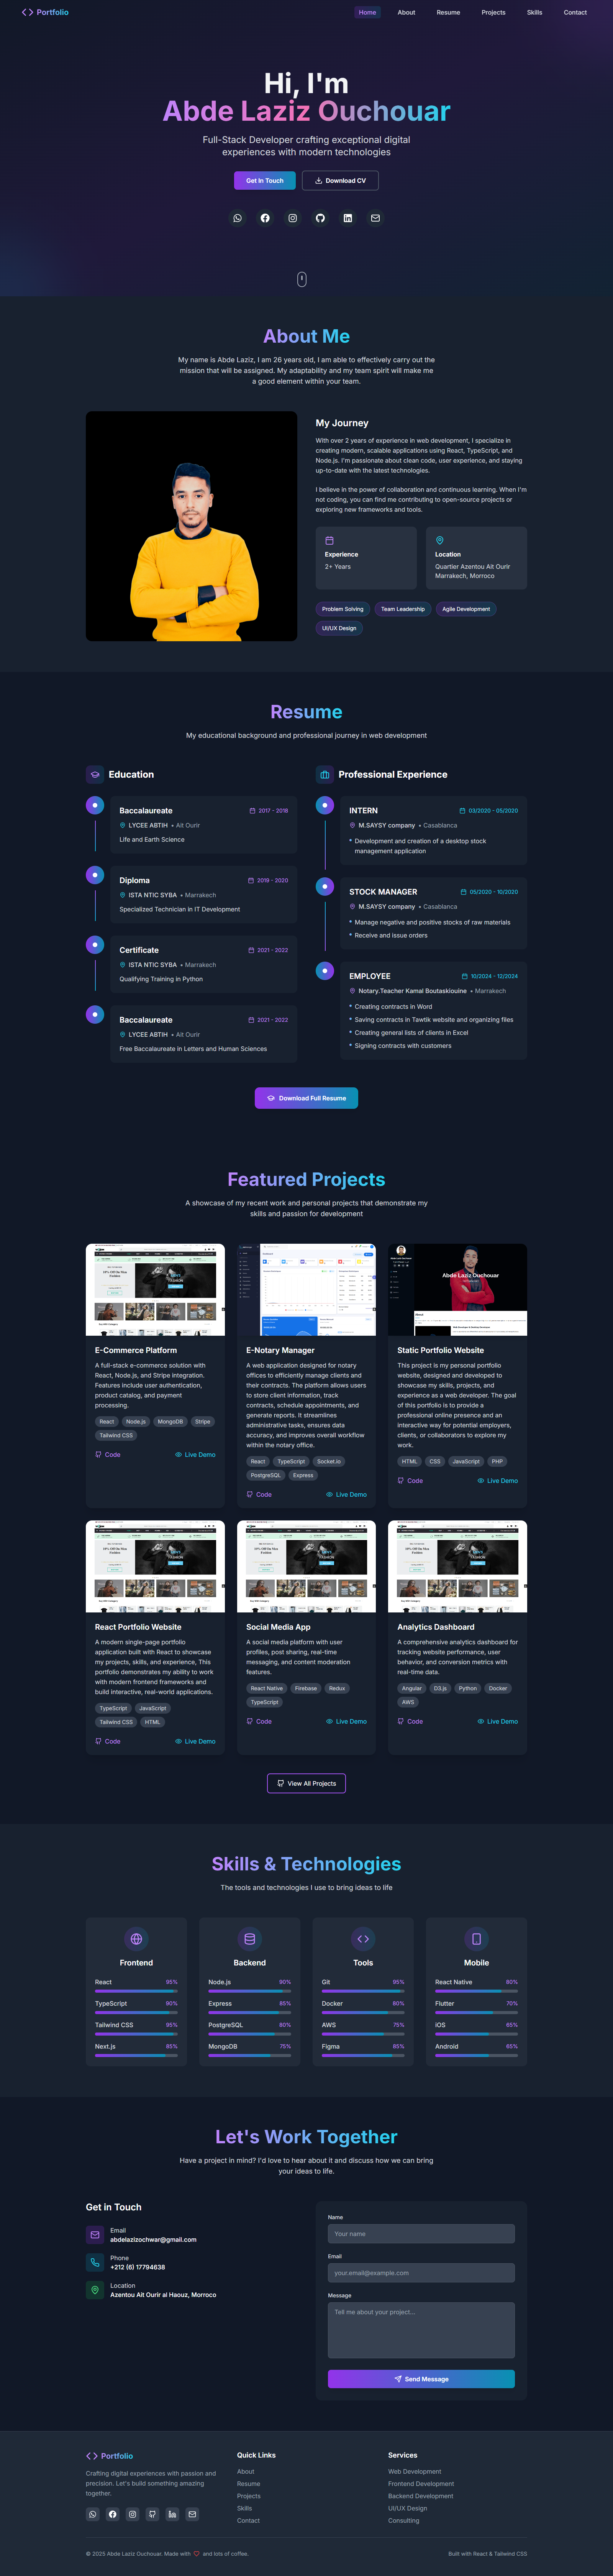 Portfolio
Home
About
Resume
Projects
Skills
Contact
Hi, I'm
Abde Laziz Ouchouar
Full-Stack Developer crafting exceptional digital
experiences with modern technologies
Get In Touch
Download CV
About Me
My name is Abde Laziz, I am 26 years old, I am able to effectively carry out the
mission that will be assigned. My adaptability and my team spirit will make me
a good element within your team.
My Journey
With over 2 years of experience in web development, I specialize in
creating modern, scalable applications using React, TypeScript, and
Node.js. I'm passionate about clean code, user experience, and staying
up-to-date with the latest technologies.
I believe in the power of collaboration and continuous learning. When I'm
not coding, you can find me contributing to open-source projects or
exploring new frameworks and tools.
Experience
2+ Years
Location
Quartier Azentou Ait Ourir
Marrakech, Morroco
Problem Solving
Team Leadership
Agile Development
UI/UX Design
Resume
My educational background and professional journey in web development
Education
Baccalaureate
2017 - 2018
LYCEE ABTIH • Ait Ourir
Life and Earth Science
Diploma
2019 - 2020
ISTA NTIC SYBA • Marrakech
Specialized Technician in IT Development
Certificate
2021 - 2022
ISTA NTIC SYBA • Marrakech
Qualifying Training in Python
Baccalaureate
2021 - 2022
LYCEE ABTIH • Ait Ourir
Free Baccalaureate in Letters and Human Sciences
Professional Experience
INTERN
03/2020 - 05/2020
M.SAYSY company • Casablanca
• Development and creation of a desktop stock
management application
STOCK MANAGER
05/2020 - 10/2020
M.SAYSY company • Casablanca
• Manage negative and positive stocks of raw materials
• Receive and issue orders
EMPLOYEE
10/2024 - 12/2024
Notary.Teacher Kamal Boutaskiouine • Marrakech
• Creating contracts in Word
• Saving contracts in Tawtik website and organizing files
• Creating general lists of clients in Excel
• Signing contracts with customers
Download Full Resume
Featured Projects
A showcase of my recent work and personal projects that demonstrate my
skills and passion for development
E-Commerce Platform
A full-stack e-commerce solution with
React, Node.js, and Stripe integration.
Features include user authentication,
product catalog, and payment
processing.
React
Node.js
MongoDB
Stripe
Tailwind CSS
Code
Live Demo
E-Notary Manager
A web application designed for notary
offices to efficiently manage clients and
their contracts. The platform allows users
to store client information, track
contracts, schedule appointments, and
generate reports. It streamlines
administrative tasks, ensures data
accuracy, and improves overall workflow
within the notary office.
React
TypeScript
Socket.io
PostgreSQL
Express
Code
Live Demo
Abde Laziz Ouchouar
Static Portfolio Website
This project is my personal portfolio
website, designed and developed to
showcase my skills, projects, and
experience as a web developer. The goal
of this portfolio is to provide a
professional online presence and an
interactive way for potential employers,
clients, or collaborators to explore my
work.
HTML
CSS
JavaScript
PHP
Code
Live Demo
React Portfolio Website
A modern single-page portfolio
application built with React to showcase
my projects, skills, and experience. This
portfolio demonstrates my ability to work
with modern frontend frameworks and
build interactive, real-world applications.
TypeScript
JavaScript
Tailwind CSS
HTML
Code
Live Demo
Social Media App
A social media platform with user
profiles, post sharing, real-time
messaging, and content moderation
features.
React Native
Firebase
Redux
TypeScript
Code
Live Demo
Analytics Dashboard
A comprehensive analytics dashboard for
tracking website performance, user
behavior, and conversion metrics with
real-time data.
Angular
D3.js
Python
Docker
AWS
Code
Live Demo
View All Projects
Skills & Technologies
The tools and technologies I use to bring ideas to life
Frontend
React 95%
TypeScript 90%
Tailwind CSS 95%
Next.js 85%
Backend
Node.js 90%
Express 85%
PostgreSQL 80%
MongoDB 75%
Tools
Git 95%
Docker 80%
AWS 75%
Figma 85%
Mobile
React Native 80%
Flutter 70%
iOS 65%
Android 65%
Let's Work Together
Have a project in mind? I'd love to hear about it and discuss how we can bring
your ideas to life.
Get in Touch
Email
abdelazizochwar@gmail.com
Phone
+212 (6) 17794638
Location
Azentou Ait Ourir al Haouz, Morroco
Name
Your name
Email
your.email@example.com
Message
Tell me about your project...
Send Message
Portfolio
Crafting digital experiences with passion and
precision. Let's build something amazing
together.
Quick Links
About
Resume
Projects
Skills
Contact
Services
Web Development
Frontend Development
Backend Development
UI/UX Design
Consulting
© 2025 Abde Laziz Ouchouar. Made with and lots of coffee.
Built with React & Tailwind CSS